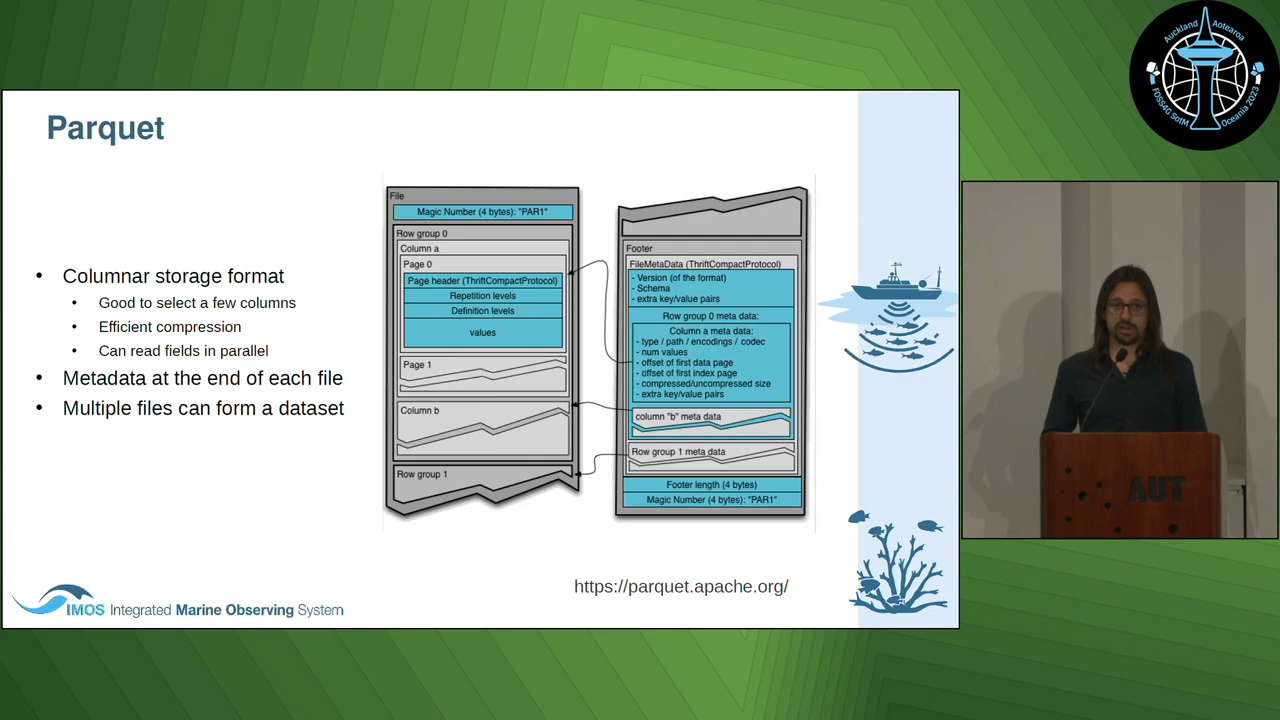 Parquet
• Columnar storage format
• Good to select a few columns
• Efficient compression
• Can read fields in parallel
• Metadata at the end of each file
• Multiple files can form a dataset
File
Magic Number (4 bytes): "PAR1"
Row group 0
Column a
Page 0
Page header (ThriftCompactProtocol)
Repetition levels
Definition levels
values
Page 1
Column b
Row group 1
Footer
FileMetaData (ThriftCompactProtocol)
- Version (of the format)
- Schema
- extra key/value pairs
Row group 0 meta data:
Column a meta data:
- type / path / encodings / codec
- num values
- offset of first data page
- offset of first index page
- compressed/uncompressed size
- extra key/value pairs
column "b" meta data
Row group 1 meta data
Footer length (4 bytes)
Magic Number (4 bytes): "PAR1"
https://parquet.apache.org/
IMOS Integrated Marine Observing System
Auckland Aotearoa
FOSS4G SotM Oceania 2023
AUT